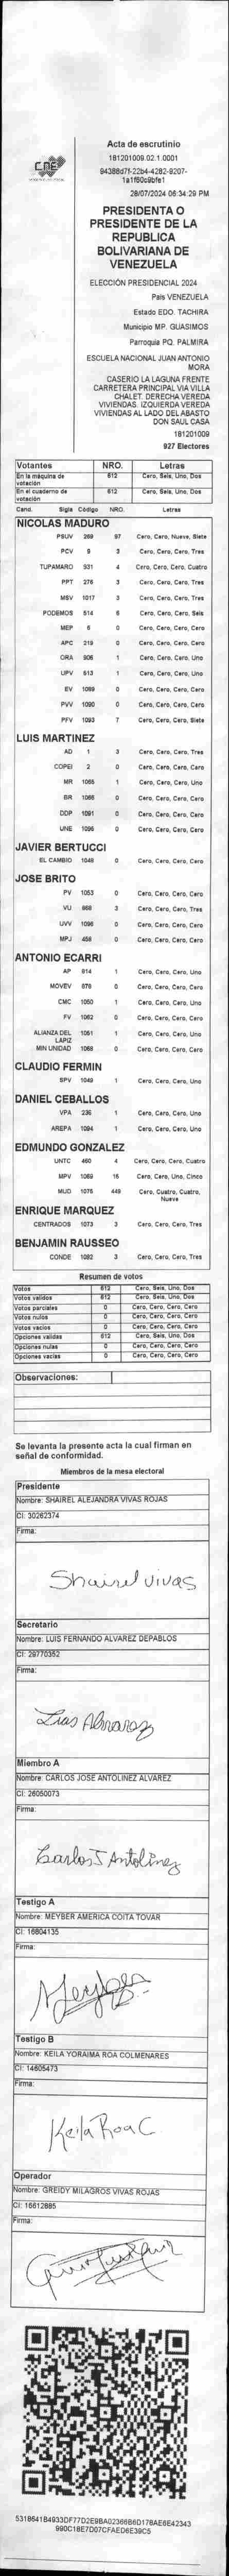 CNE
Acta de escrutinio
181201009.02.1.0001
94388d7f-22b4-4282-9207-
1a1f60c9bfe1
28/07/2024 06:34:29 PM
PRESIDENTA O
PRESIDENTE DE LA
REPUBLICA
BOLIVARIANA DE
VENEZUELA
ELECCIÓN PRESIDENCIAL 2024
País VENEZUELA
Estado EDO. TACHIRA
Municipio MP. GUASIMOS
Parroquia PQ. PALMIRA
ESCUELA NACIONAL JUAN ANTONIO
MORA
CASERIO LA LAGUNA FRENTE
CARRETERA PRINCIPAL VIA VILLA
CHALET. DERECHA VEREDA
VIVIENDAS. IZQUIERDA VEREDA
VIVIENDAS AL LADO DEL ABASTO
DON SAUL CASA
181201009
927 Electores
Votantes NRO. Letras
En la máquina de votación 612 Cero, Seis, Uno, Dos
En el cuaderno de votación 612 Cero, Seis, Uno, Dos
Cand. Sigla Código NRO. Letras
NICOLAS MADURO
PSUV 269 97 Cero, Cero, Nueve, Siete
PCV 9 3 Cero, Cero, Cero, Tres
TUPAMARO 931 4 Cero, Cero, Cero, Cuatro
PPT 276 3 Cero, Cero, Cero, Tres
MSV 1017 3 Cero, Cero, Cero, Tres
PODEMOS 514 6 Cero, Cero, Cero, Seis
MEP 6 0 Cero, Cero, Cero, Cero
APC 219 0 Cero, Cero, Cero, Cero
ORA 906 1 Cero, Cero, Cero, Uno
UPV 513 1 Cero, Cero, Cero, Uno
EV 1089 0 Cero, Cero, Cero, Cero
PVV 1090 0 Cero, Cero, Cero, Cero
PFV 1093 7 Cero, Cero, Cero, Siete
LUIS MARTINEZ
AD 1 3 Cero, Cero, Cero, Tres
COPEI 2 0 Cero, Cero, Cero, Cero
MR 1065 1 Cero, Cero, Cero, Uno
BR 1066 0 Cero, Cero, Cero, Cero
DDP 1091 0 Cero, Cero, Cero, Cero
UNE 1095 0 Cero, Cero, Cero, Cero
JAVIER BERTUCCI
EL CAMBIO 1048 0 Cero, Cero, Cero, Cero
JOSE BRITO
PV 1053 0 Cero, Cero, Cero, Cero
VU 868 3 Cero, Cero, Cero, Tres
UVV 1096 0 Cero, Cero, Cero, Cero
MPJ 458 0 Cero, Cero, Cero, Cero
ANTONIO ECARRI
AP 914 1 Cero, Cero, Cero, Uno
MOVEV 876 0 Cero, Cero, Cero, Cero
CMC 1050 1 Cero, Cero, Cero, Uno
FV 1062 0 Cero, Cero, Cero, Cero
ALIANZA DEL LAPIZ 1051 1 Cero, Cero, Cero, Uno
MIN UNIDAD 1068 0 Cero, Cero, Cero, Cero
CLAUDIO FERMIN
SPV 1049 1 Cero, Cero, Cero, Uno
DANIEL CEBALLOS
VPA 236 1 Cero, Cero, Cero, Uno
AREPA 1094 1 Cero, Cero, Cero, Uno
EDMUNDO GONZALEZ
UNTC 460 4 Cero, Cero, Cero, Cuatro
MPV 1069 15 Cero, Cero, Uno, Cinco
MUD 1075 449 Cero, Cuatro, Cuatro, Nueve
ENRIQUE MARQUEZ
CENTRADOS 1073 3 Cero, Cero, Cero, Tres
BENJAMIN RAUSSEO
CONDE 1092 3 Cero, Cero, Cero, Tres
Resumen de votos
Votos 612 Cero, Seis, Uno, Dos
Votos validos 612 Cero, Seis, Uno, Dos
Votos parciales 0 Cero, Cero, Cero, Cero
Votos nulos 0 Cero, Cero, Cero, Cero
Votos vacios 0 Cero, Cero, Cero, Cero
Opciones validas 612 Cero, Seis, Uno, Dos
Opciones nulas 0 Cero, Cero, Cero, Cero
Opciones vacias 0 Cero, Cero, Cero, Cero
Observaciones:
Se levanta la presente acta la cual firman en
señal de conformidad.
Miembros de la mesa electoral
Presidente
Nombre: SHAIREL ALEJANDRA VIVAS ROJAS
CI: 30262374
Firma:
Shairel vivas
Secretario
Nombre: LUIS FERNANDO ALVAREZ DEPABLOS
CI: 29770352
Firma:
Luis Alvarez
Miembro A
Nombre: CARLOS JOSE ANTOLINEZ ALVAREZ
CI: 26050073
Firma:
Carlos J Antolinez
Testigo A
Nombre: MEYBER AMERICA COITA TOVAR
CI: 16604135
Firma:
Testigo B
Nombre: KEILA YORAIMA ROA COLMENARES
CI: 14605473
Firma:
Keila Roa C
Operador
Nombre: GREIDY MILAGROS VIVAS ROJAS
CI: 16612885
Firma:
5318641B4933DF77D2E9BA02366B6D178AE6E42343
990C18E7D07CFAED6E39C5